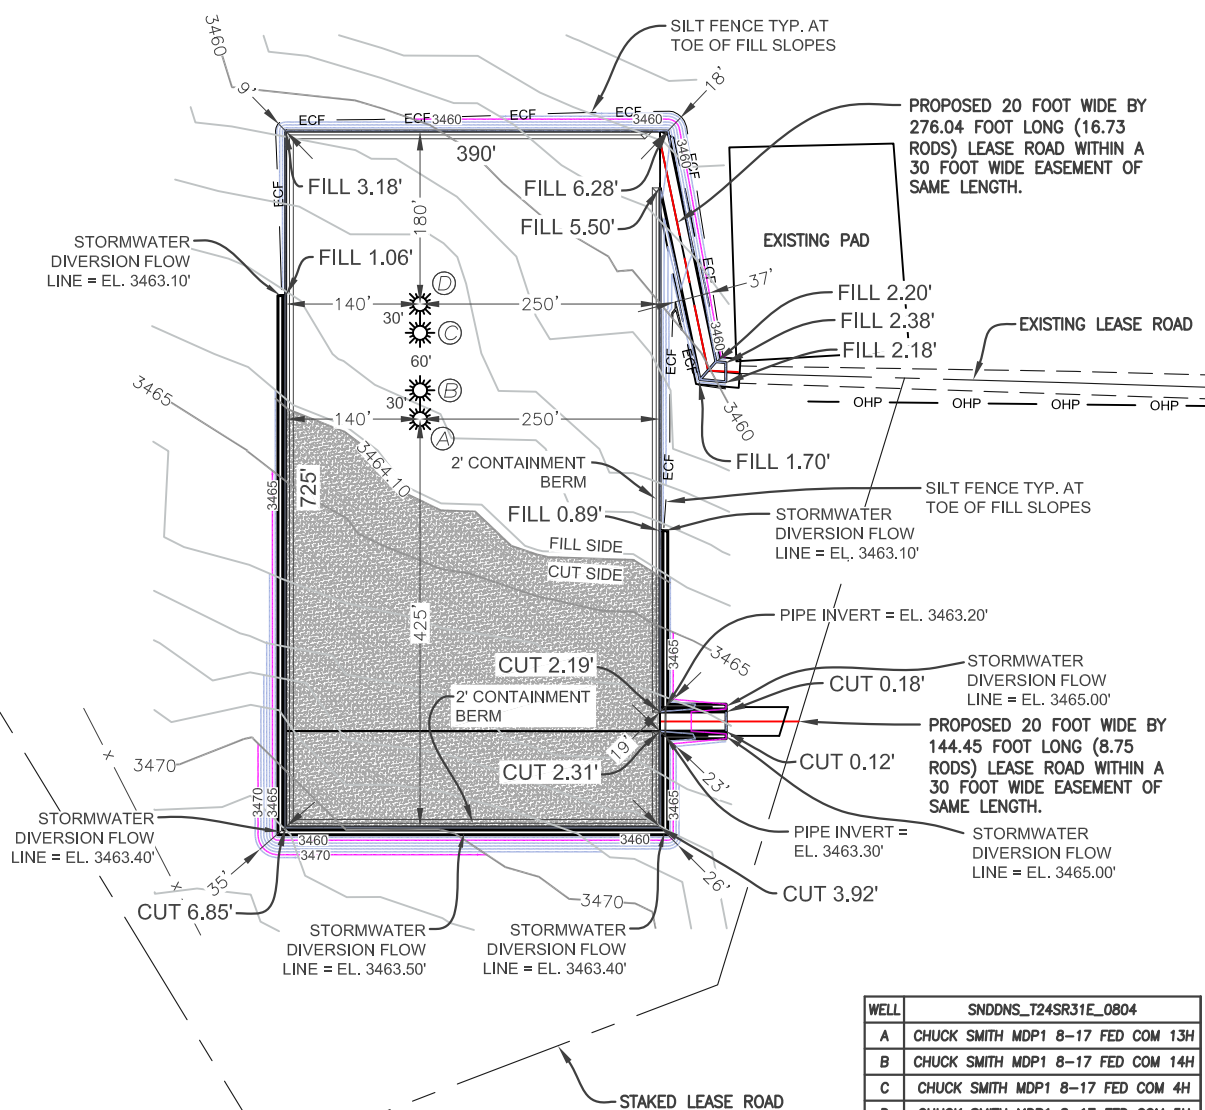 SILT FENCE TYP. AT
TOE OF FILL SLOPES
3460
9'
18'
ECF
ECF
ECF
3460
ECF
3460
PROPOSED 20 FOOT WIDE BY
276.04 FOOT LONG (16.73
RODS) LEASE ROAD WITHIN A
30 FOOT WIDE EASEMENT OF
SAME LENGTH.
390'
3460
ECF
FILL 3.18'
FILL 6.28'
ECF
180'
FILL 5.50'
STORMWATER
DIVERSION FLOW
LINE = EL. 3463.10'
FILL 1.06'
EXISTING PAD
ECF
37'
D
140'
250'
30'
C
FILL 2.20'
FILL 2.38'
FILL 2.18'
EXISTING LEASE ROAD
3460
ECF
60'
3465
B
30'
A
140'
250'
OHP
OHP
OHP
OHP
3460
3464.10
FILL 1.70'
2' CONTAINMENT
BERM
ECF
725'
3465
SILT FENCE TYP. AT
TOE OF FILL SLOPES
FILL 0.89'
STORMWATER
DIVERSION FLOW
LINE = EL. 3463.10'
FILL SIDE
CUT SIDE
425'
PIPE INVERT = EL. 3463.20'
3465
3465
CUT 2.19'
STORMWATER
DIVERSION FLOW
LINE = EL. 3465.00'
CUT 0.18'
2' CONTAINMENT
BERM
PROPOSED 20 FOOT WIDE BY
144.45 FOOT LONG (8.75
RODS) LEASE ROAD WITHIN A
30 FOOT WIDE EASEMENT OF
SAME LENGTH.
19'
CUT 2.31'
CUT 0.12'
x
3470
23'
3470
3465
3465
STORMWATER
DIVERSION FLOW
LINE = EL. 3463.40'
3460
3470
3460
PIPE INVERT =
EL. 3463.30'
STORMWATER
DIVERSION FLOW
LINE = EL. 3465.00'
x
35'
26'
CUT 3.92'
CUT 6.85'
3470
STORMWATER
DIVERSION FLOW
LINE = EL. 3463.50'
STORMWATER
DIVERSION FLOW
LINE = EL. 3463.40'
WELL SNDDNS_T24SR31E_0804
A CHUCK SMITH MDP1 8-17 FED COM 13H
B CHUCK SMITH MDP1 8-17 FED COM 14H
C CHUCK SMITH MDP1 8-17 FED COM 4H
STAKED LEASE ROAD